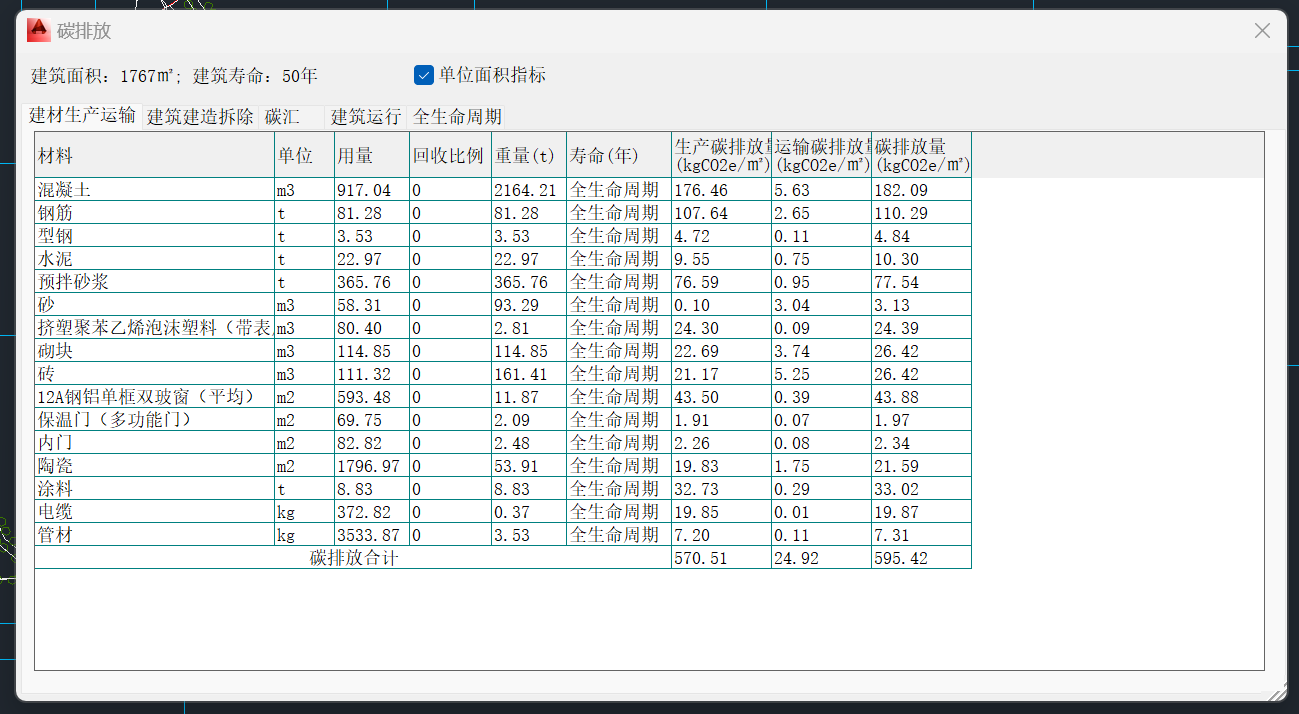 碳排放
建筑面积：1767㎡；建筑寿命：50年 单位面积指标
建材生产运输 建筑建造拆除 碳汇 建筑运行 全生命周期
材料 单位 用量 回收比例 重量(t) 寿命(年) 生产碳排放量(kgCO2e/㎡) 运输碳排放量(kgCO2e/㎡) 碳排放量(kgCO2e/㎡)
混凝土 m3 917.04 0 2164.21 全生命周期 176.46 5.63 182.09
钢筋 t 81.28 0 81.28 全生命周期 107.64 2.65 110.29
型钢 t 3.53 0 3.53 全生命周期 4.72 0.11 4.84
水泥 t 22.97 0 22.97 全生命周期 9.55 0.75 10.30
预拌砂浆 t 365.76 0 365.76 全生命周期 76.59 0.95 77.54
砂 m3 58.31 0 93.29 全生命周期 0.10 3.04 3.13
挤塑聚苯乙烯泡沫塑料（带表 m3 80.40 0 2.81 全生命周期 24.30 0.09 24.39
砌块 m3 114.85 0 114.85 全生命周期 22.69 3.74 26.42
砖 m3 111.32 0 161.41 全生命周期 21.17 5.25 26.42
12A钢铝单框双玻窗（平均） m2 593.48 0 11.87 全生命周期 43.50 0.39 43.88
保温门（多功能门） m2 69.75 0 2.09 全生命周期 1.91 0.07 1.97
内门 m2 82.82 0 2.48 全生命周期 2.26 0.08 2.34
陶瓷 m2 1796.97 0 53.91 全生命周期 19.83 1.75 21.59
涂料 t 8.83 0 8.83 全生命周期 32.73 0.29 33.02
电缆 kg 372.82 0 0.37 全生命周期 19.85 0.01 19.87
管材 kg 3533.87 0 3.53 全生命周期 7.20 0.11 7.31
碳排放合计 570.51 24.92 595.42